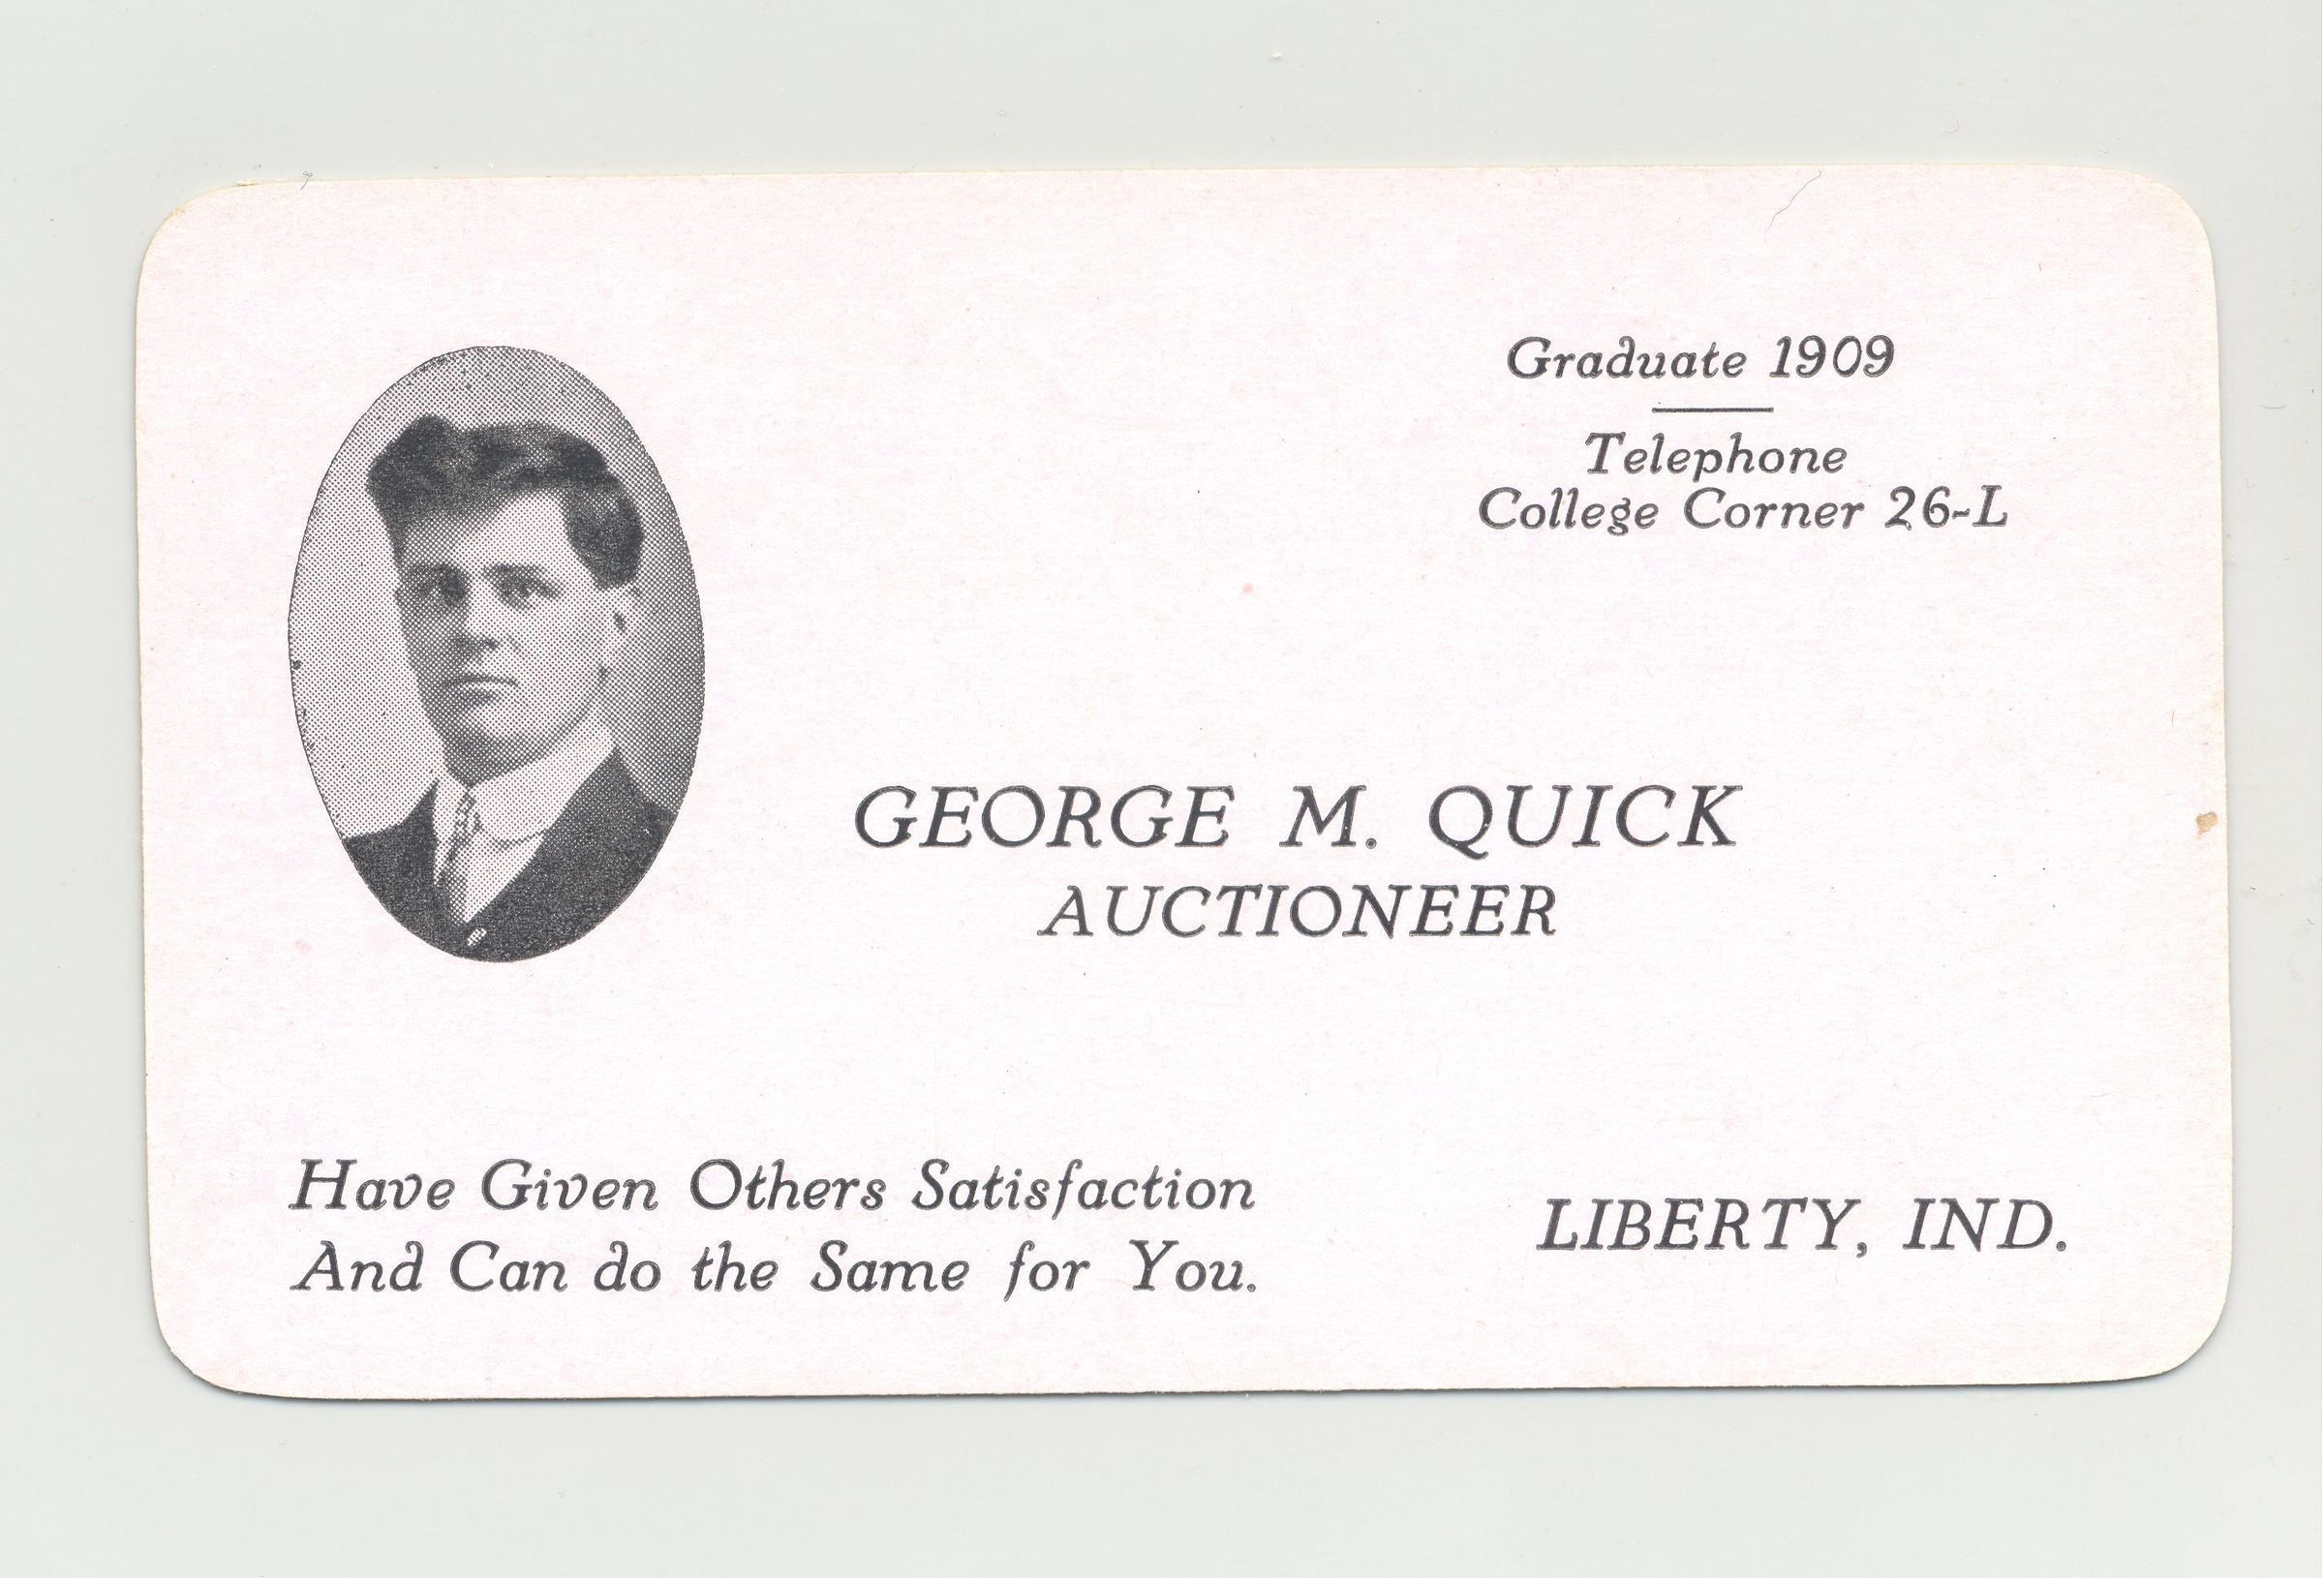 Graduate 1909
Telephone
College Corner 26-L
GEORGE M. QUICK
AUCTIONEER
Have Given Others Satisfaction
And Can do the Same for You.
LIBERTY, IND.